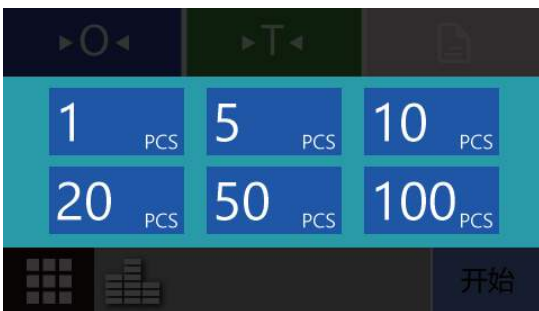 ▸O◂ ▸T◂
1 PCS 5 PCS 10 PCS
20 PCS 50 PCS 100 PCS
开始